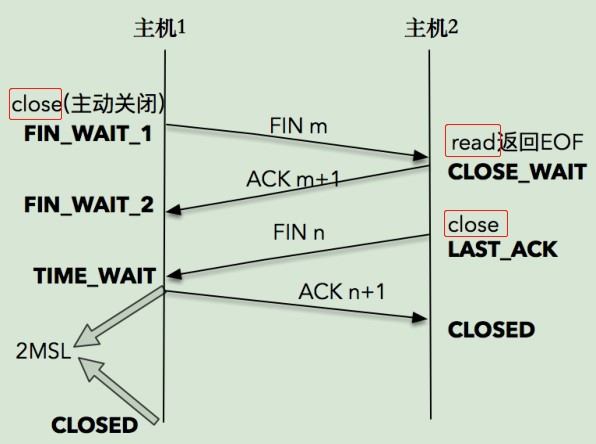 主机1
主机2
close(主动关闭)
FIN_WAIT_1
FIN m
read返回EOF
CLOSE_WAIT
ACK m+1
FIN_WAIT_2
FIN n
close
LAST_ACK
TIME_WAIT
ACK n+1
CLOSED
2MSL
CLOSED